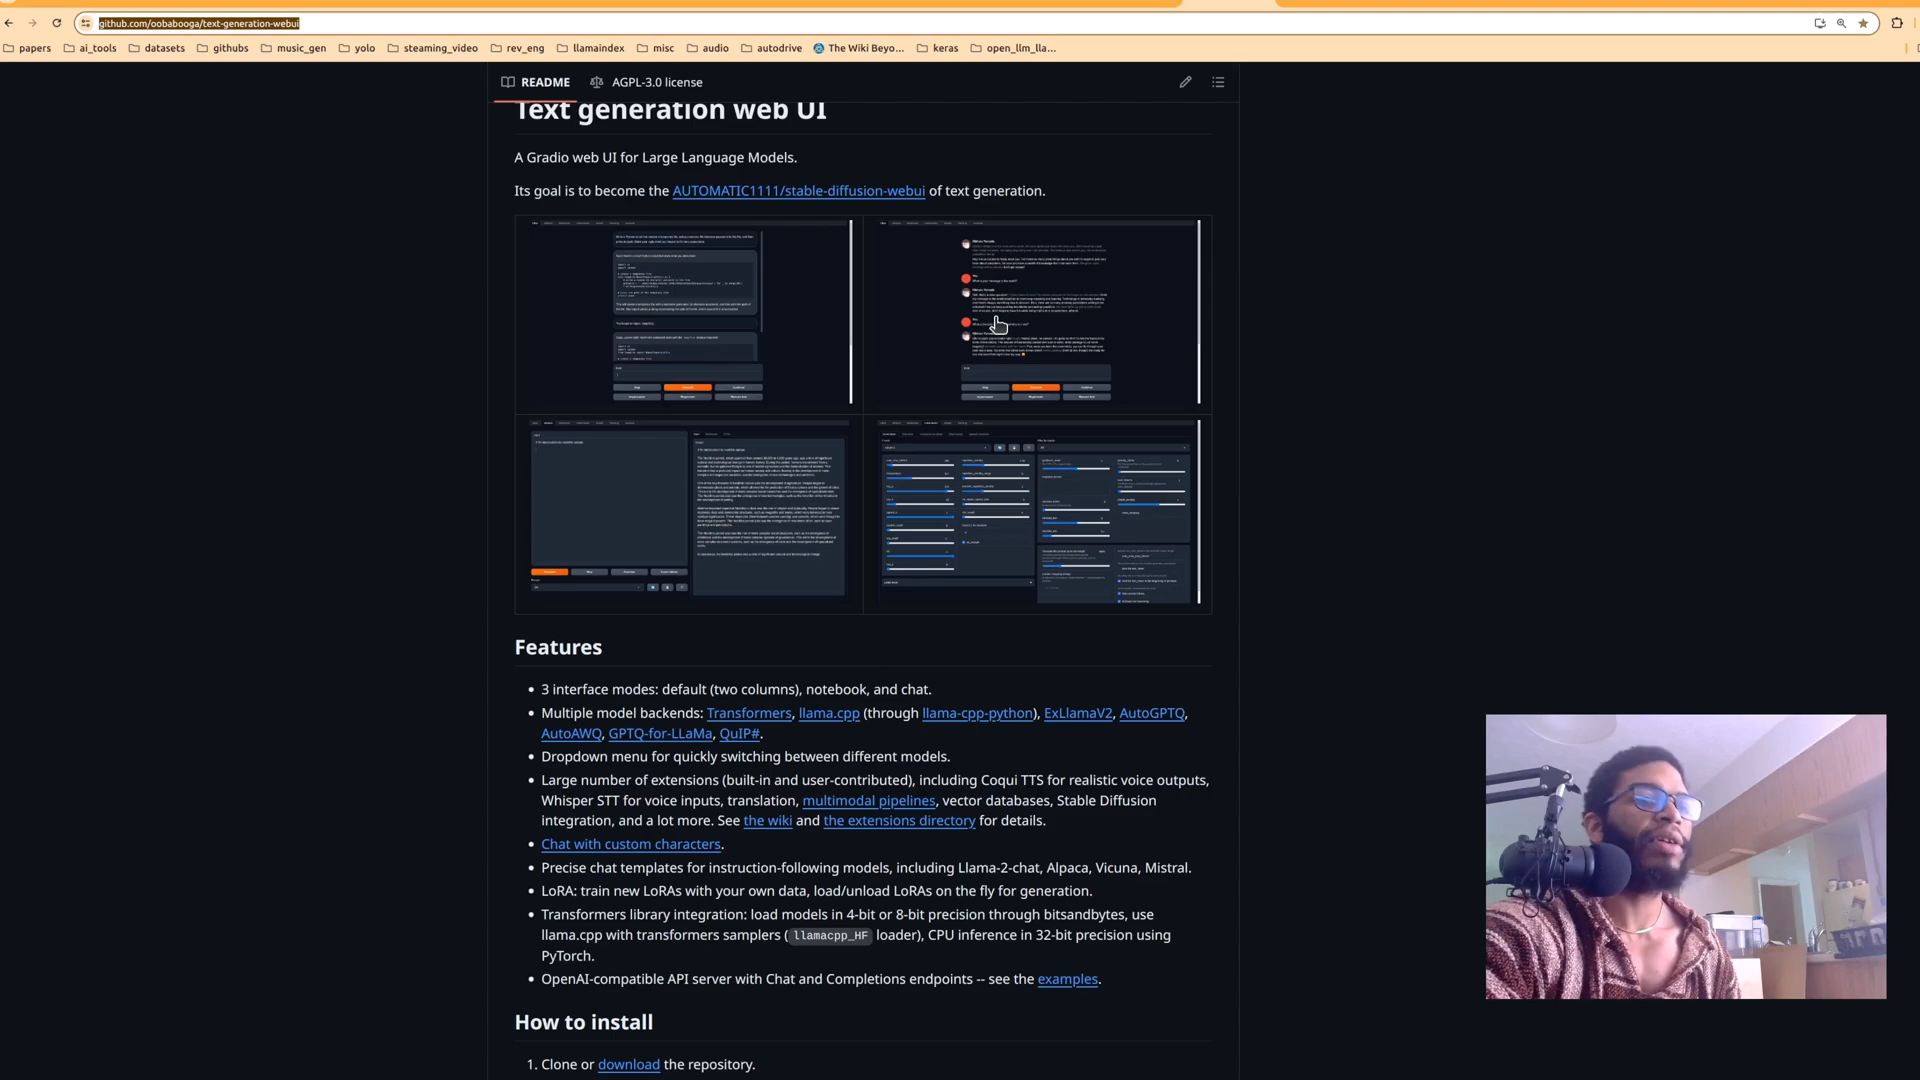 github.com/oobabooga/text-generation-webui
papers ai_tools datasets githubs music_gen yolo steaming_video rev_eng llamaindex misc audio autodrive The Wiki Beyo... keras open_llm_lla...
README AGPL-3.0 license
Text generation web UI
A Gradio web UI for Large Language Models.
Its goal is to become the AUTOMATIC1111/stable-diffusion-webui of text generation.
Features
• 3 interface modes: default (two columns), notebook, and chat.
• Multiple model backends: Transformers, llama.cpp (through llama-cpp-python), ExLlamaV2, AutoGPTQ,
AutoAWQ, GPTQ-for-LLaMa, QuIP#.
• Dropdown menu for quickly switching between different models.
• Large number of extensions (built-in and user-contributed), including Coqui TTS for realistic voice outputs,
Whisper STT for voice inputs, translation, multimodal pipelines, vector databases, Stable Diffusion
integration, and a lot more. See the wiki and the extensions directory for details.
• Chat with custom characters.
• Precise chat templates for instruction-following models, including Llama-2-chat, Alpaca, Vicuna, Mistral.
• LoRA: train new LoRAs with your own data, load/unload LoRAs on the fly for generation.
• Transformers library integration: load models in 4-bit or 8-bit precision through bitsandbytes, use
llama.cpp with transformers samplers (llamacpp_HF loader), CPU inference in 32-bit precision using
PyTorch.
• OpenAI-compatible API server with Chat and Completions endpoints -- see the examples.
How to install
1. Clone or download the repository.